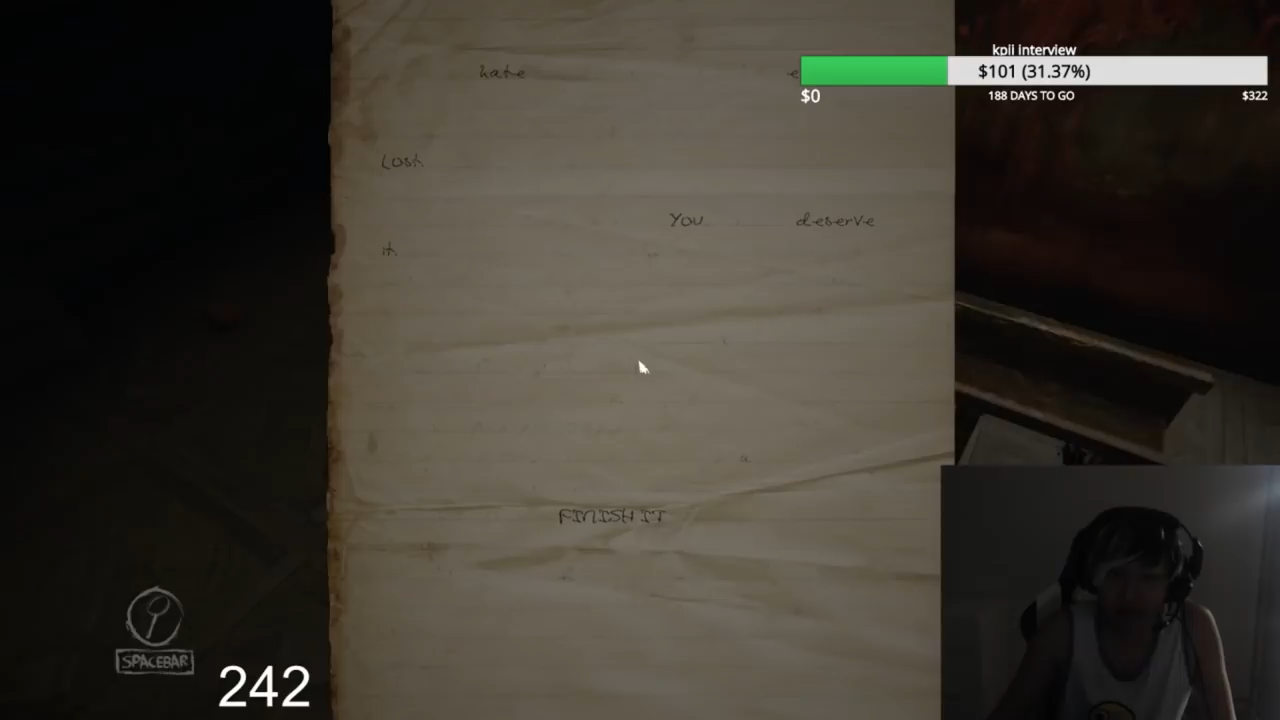 kpii interview
$101 (31.37%)
$0 188 DAYS TO GO $322
hate e
Lost
You deserve
it.
a
FINISH IT
SPACEBAR
242